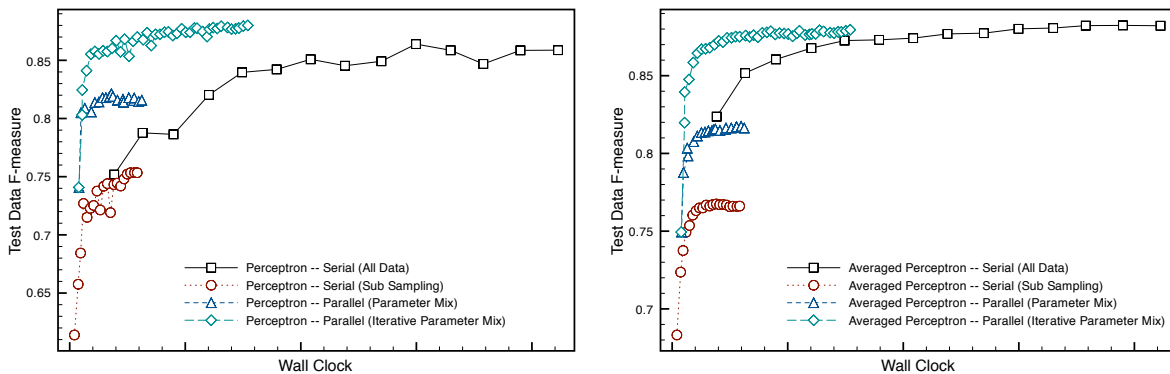 Test Data F-measure
0.85
0.8
0.75
0.7
0.65
Perceptron -- Serial (All Data)
Perceptron -- Serial (Sub Sampling)
Perceptron -- Parallel (Parameter Mix)
Perceptron -- Parallel (Iterative Parameter Mix)
Wall Clock
Test Data F-measure
0.85
0.8
0.75
0.7
Averaged Perceptron -- Serial (All Data)
Averaged Perceptron -- Serial (Sub Sampling)
Averaged Perceptron -- Parallel (Parameter Mix)
Averaged Perceptron -- Parallel (Iterative Parameter Mix)
Wall Clock